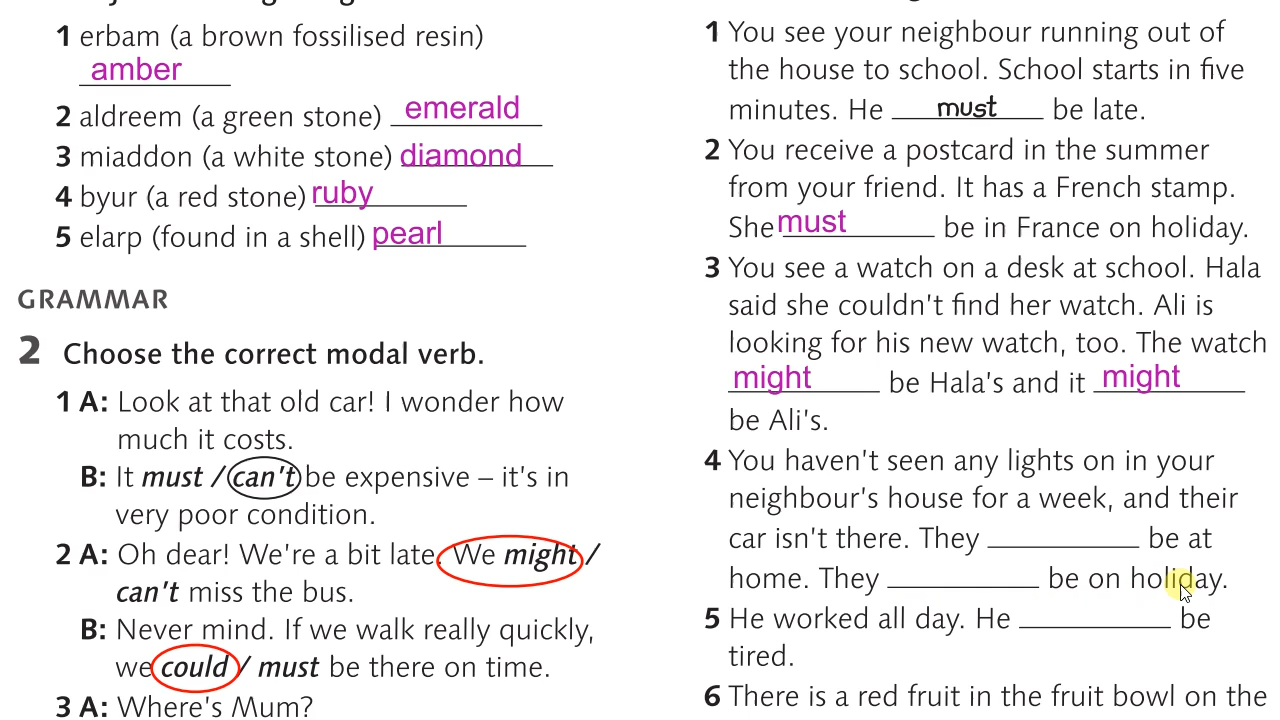 1 erbam (a brown fossilised resin)
amber
2 aldreem (a green stone) emerald
3 miaddon (a white stone) diamond
4 byur (a red stone) ruby
5 elarp (found in a shell) pearl
GRAMMAR
2 Choose the correct modal verb.
1 A: Look at that old car! I wonder how
much it costs.
B: It must / can't be expensive – it's in
very poor condition.
2 A: Oh dear! We're a bit late. We might /
can't miss the bus.
B: Never mind. If we walk really quickly,
we could / must be there on time.
3 A: Where's Mum?
1 You see your neighbour running out of
the house to school. School starts in five
minutes. He must be late.
2 You receive a postcard in the summer
from your friend. It has a French stamp.
She must be in France on holiday.
3 You see a watch on a desk at school. Hala
said she couldn't find her watch. Ali is
looking for his new watch, too. The watch
might be Hala's and it might
be Ali's.
4 You haven't seen any lights on in your
neighbour's house for a week, and their
car isn't there. They ____________ be at
home. They ____________ be on holiday.
5 He worked all day. He ____________ be
tired.
6 There is a red fruit in the fruit bowl on the